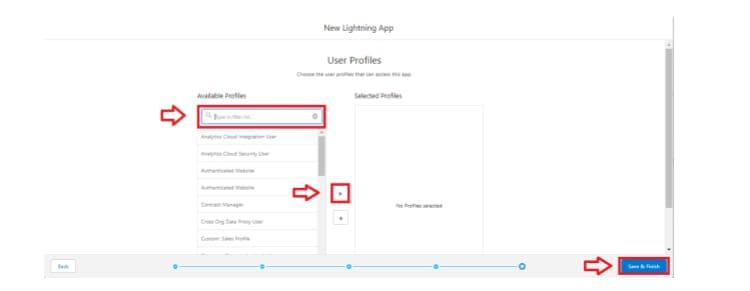 New Lightning App
User Profiles
Choose the user profiles that can access this app.
Available Profiles
Selected Profiles
Type to filter list...
Analytics Cloud Integration User
Analytics Cloud Security User
Authenticated Website
Authenticated Website
Contract Manager
Cross Org Data Proxy User
Custom: Sales Profile
No Profiles selected
Back
Save & Finish